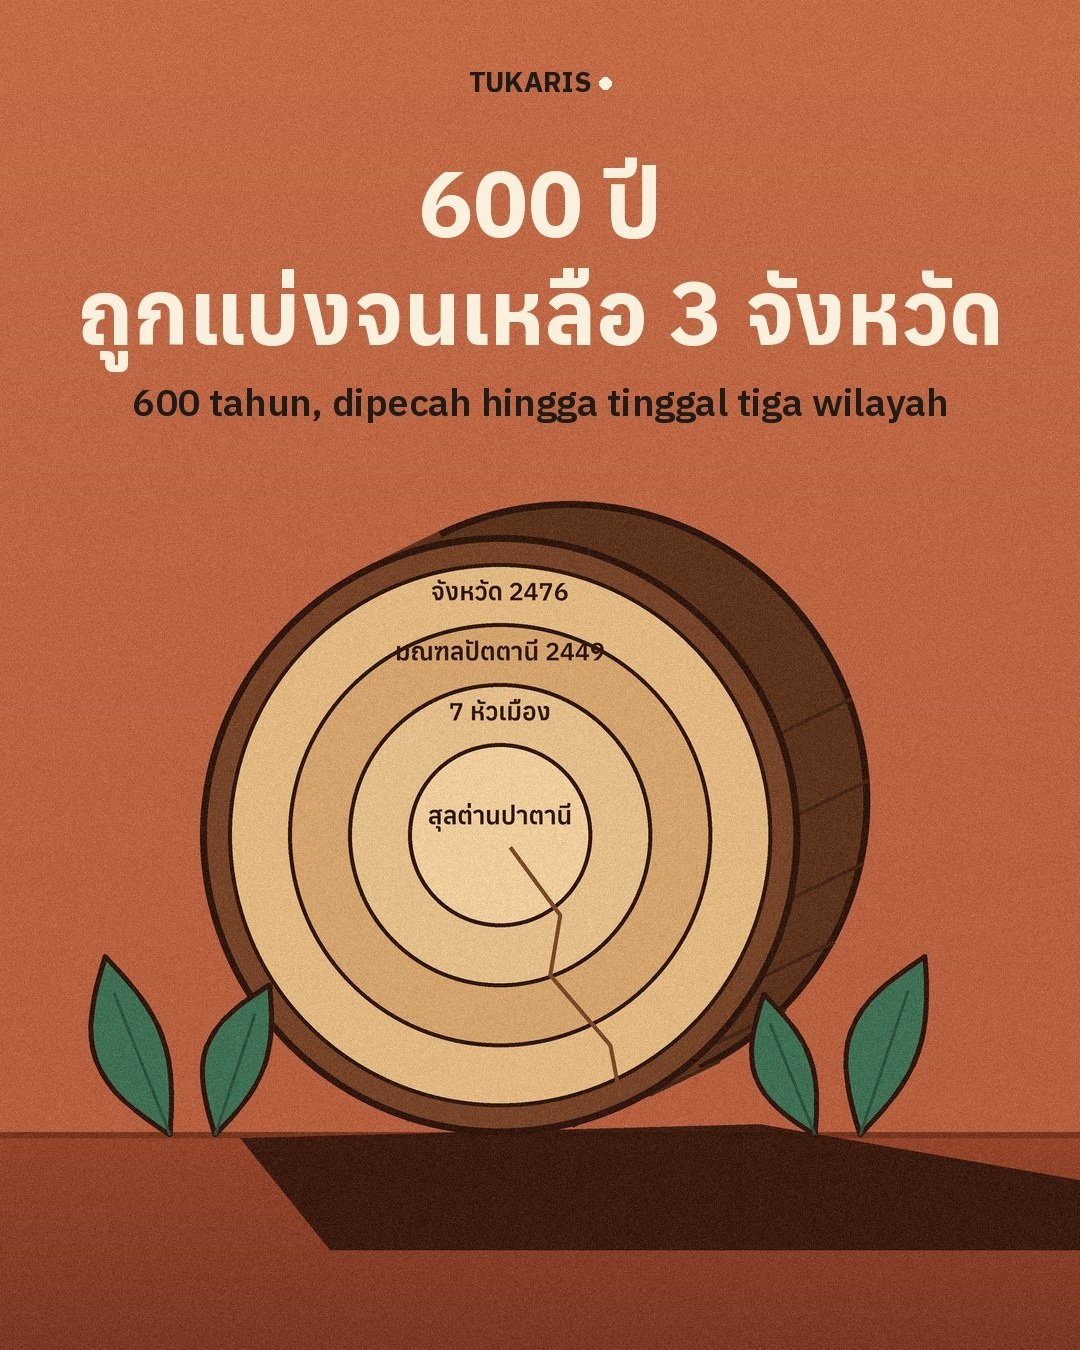 TUKARIS
600 ปี
ถูกแบ่งจนเหลือ 3 จังหวัด
600 tahun, dipecah hingga tinggal tiga wilayah
จังหวัด 2476
มณฑลปัตตานี 2449
7 หัวเมือง
สุลต่านปาตานี